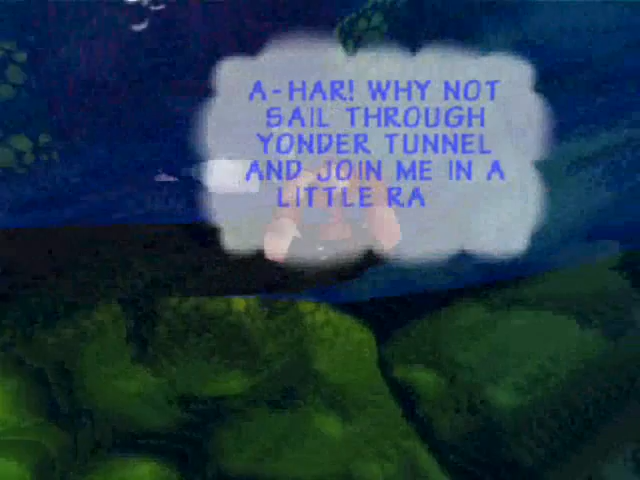 A-HAR! WHY NOT
SAIL THROUGH
YONDER TUNNEL
AND JOIN ME IN A
LITTLE RA